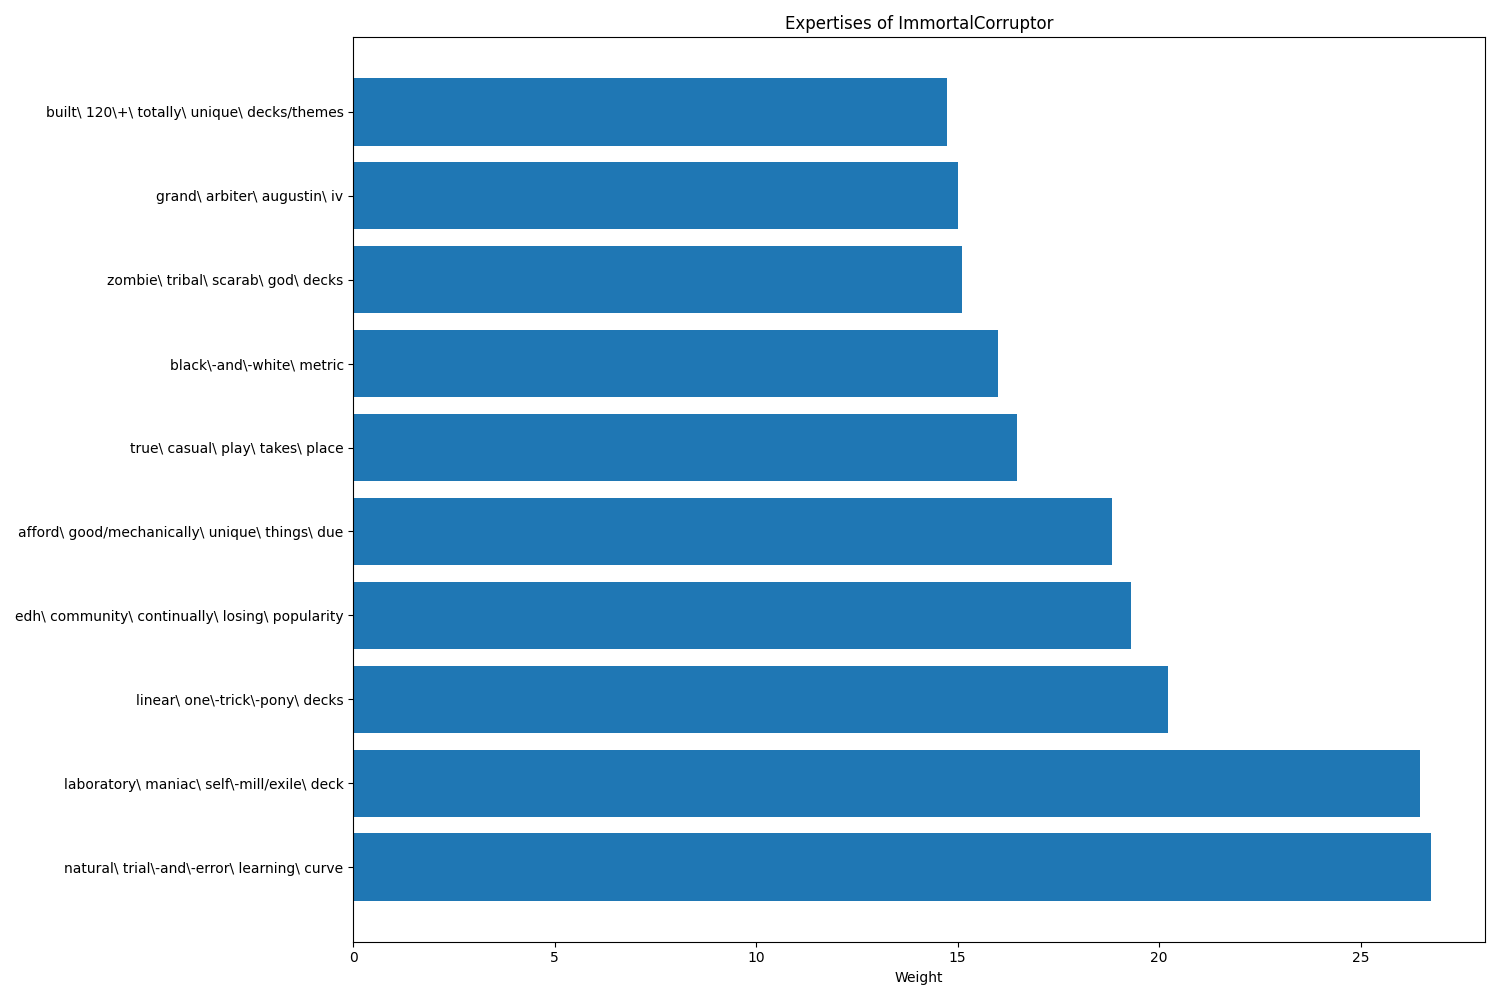 Expertises of ImmortalCorruptor
built\ 120\+\ totally\ unique\ decks/themes
grand\ arbiter\ augustin\ iv
zombie\ tribal\ scarab\ god\ decks
black\-and\-white\ metric
true\ casual\ play\ takes\ place
afford\ good/mechanically\ unique\ things\ due
edh\ community\ continually\ losing\ popularity
linear\ one\-trick\-pony\ decks
laboratory\ maniac\ self\-mill/exile\ deck
natural\ trial\-and\-error\ learning\ curve
0 5 10 15 20 25
Weight